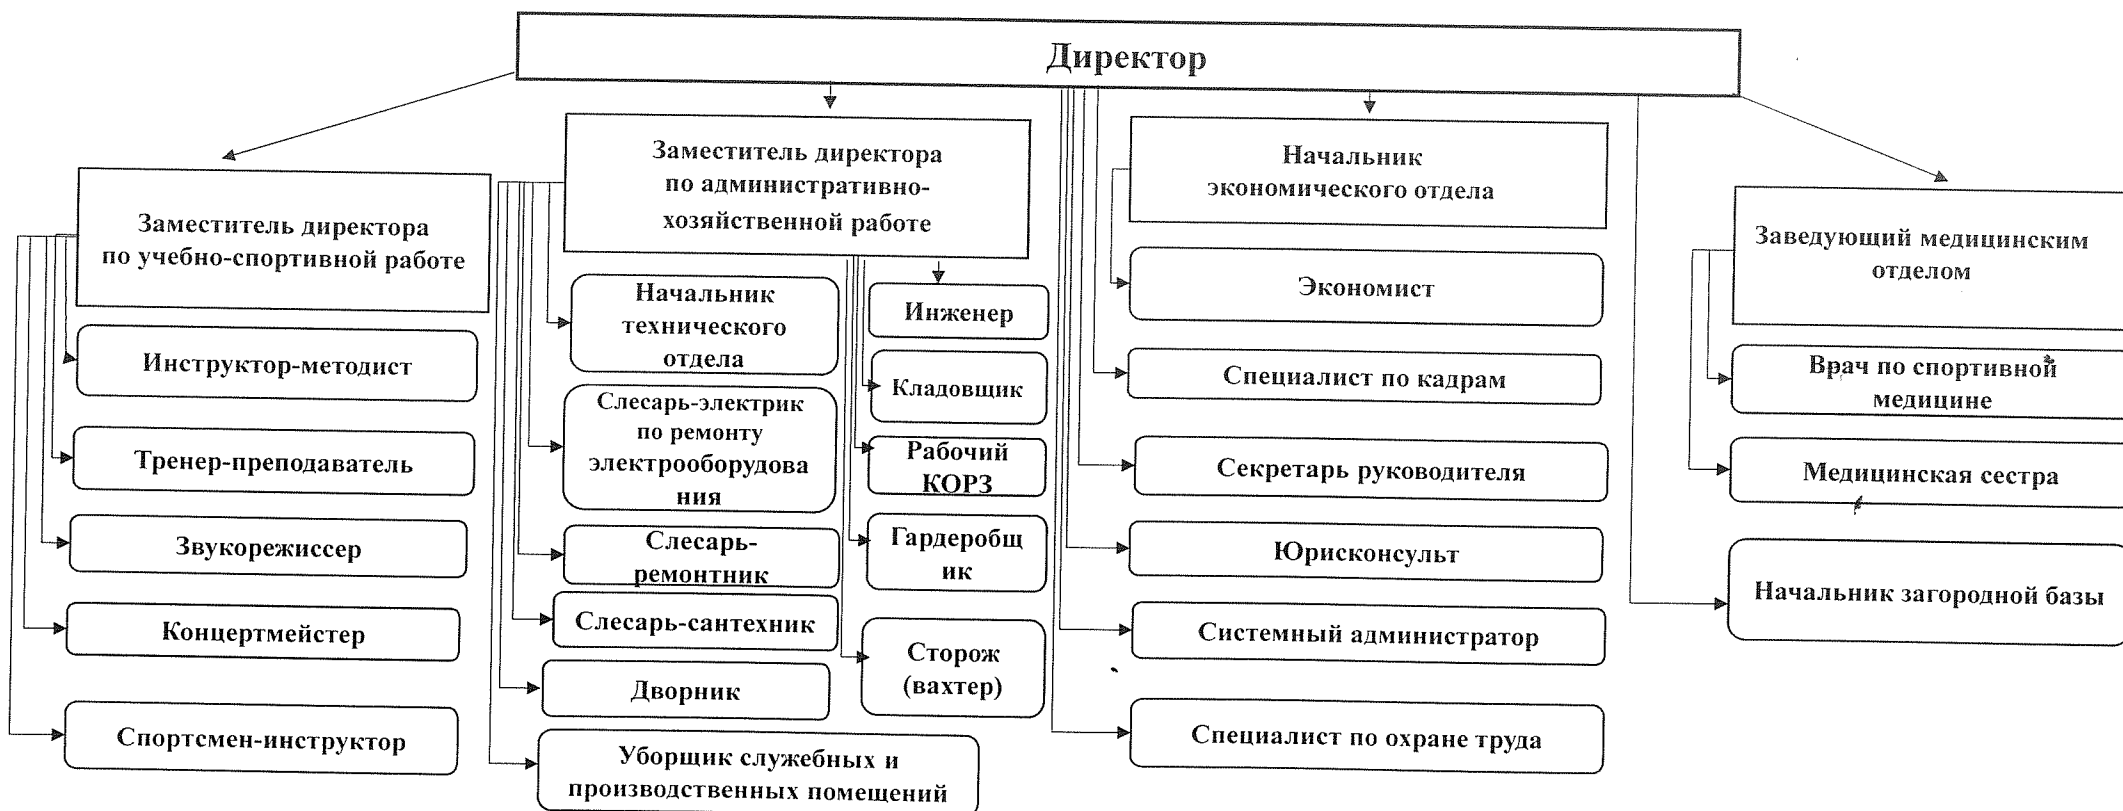 Директор
Заместитель директора
по учебно-спортивной работе
Инструктор-методист
Тренер-преподаватель
Звукорежиссер
Концертмейстер
Спортсмен-инструктор
Заместитель директора
по административно-
хозяйственной работе
Начальник
технического
отдела
Слесарь-электрик
по ремонту
электрооборудова
ния
Слесарь-
ремонтник
Слесарь-сантехник
Дворник
Уборщик служебных и
производственных помещений
Инженер
Кладовщик
Рабочий
КОРЗ
Гардеробщ
ик
Сторож
(вахтер)
Начальник
экономического отдела
Экономист
Специалист по кадрам
Секретарь руководителя
Юрисконсульт
Системный администратор
Специалист по охране труда
Заведующий медицинским
отделом
Врач по спортивной
медицине
Медицинская сестра
Начальник загородной базы